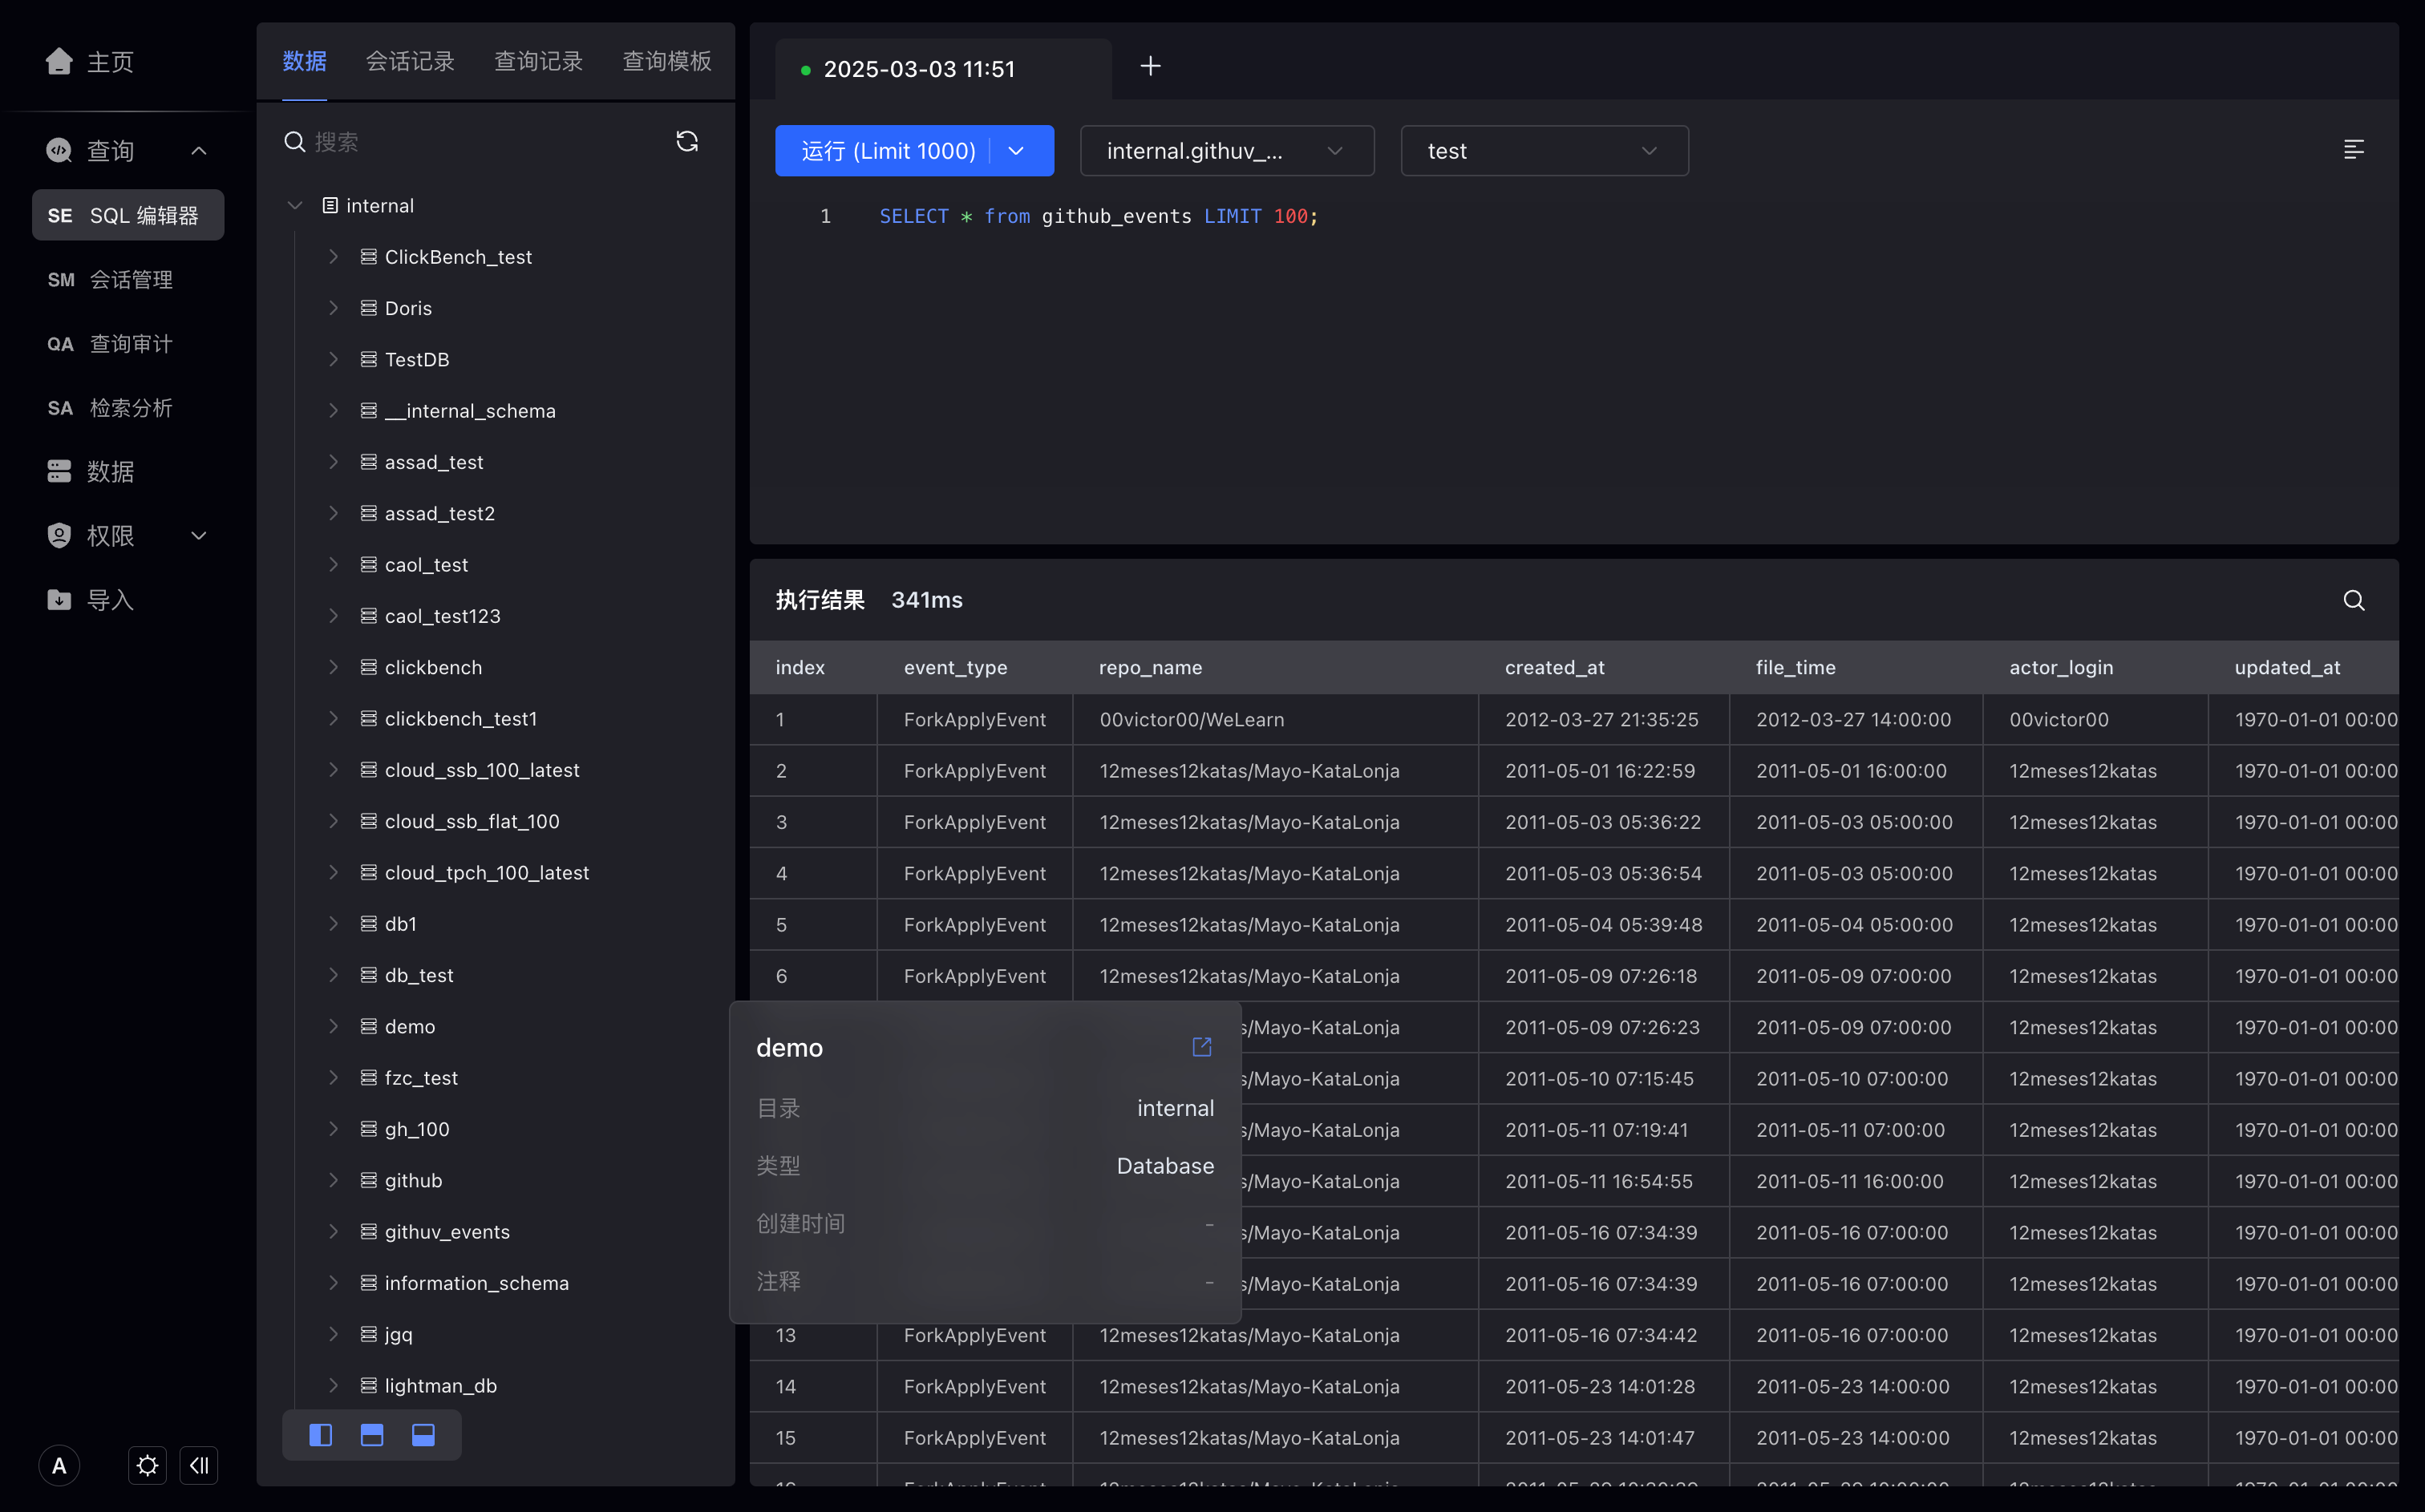 主页
查询
SE SQL 编辑器
SM 会话管理
QA 查询审计
SA 检索分析
数据
权限
导入
A
数据 会话记录 查询记录 查询模板
搜索
internal
ClickBench_test
Doris
TestDB
__internal_schema
assad_test
assad_test2
caol_test
caol_test123
clickbench
clickbench_test1
cloud_ssb_100_latest
cloud_ssb_flat_100
cloud_tpch_100_latest
db1
db_test
demo
fzc_test
gh_100
github
githuv_events
information_schema
jgq
lightman_db
2025-03-03 11:51
运行 (Limit 1000) internal.githuv_... test
1 SELECT * from github_events LIMIT 100;
执行结果 341ms
index event_type repo_name created_at file_time actor_login updated_at
1 ForkApplyEvent 00victor00/WeLearn 2012-03-27 21:35:25 2012-03-27 14:00:00 00victor00 1970-01-01 00:00
2 ForkApplyEvent 12meses12katas/Mayo-KataLonja 2011-05-01 16:22:59 2011-05-01 16:00:00 12meses12katas 1970-01-01 00:00
3 ForkApplyEvent 12meses12katas/Mayo-KataLonja 2011-05-03 05:36:22 2011-05-03 05:00:00 12meses12katas 1970-01-01 00:00
4 ForkApplyEvent 12meses12katas/Mayo-KataLonja 2011-05-03 05:36:54 2011-05-03 05:00:00 12meses12katas 1970-01-01 00:00
5 ForkApplyEvent 12meses12katas/Mayo-KataLonja 2011-05-04 05:39:48 2011-05-04 05:00:00 12meses12katas 1970-01-01 00:00
6 ForkApplyEvent 12meses12katas/Mayo-KataLonja 2011-05-09 07:26:18 2011-05-09 07:00:00 12meses12katas 1970-01-01 00:00
s/Mayo-KataLonja 2011-05-09 07:26:23 2011-05-09 07:00:00 12meses12katas 1970-01-01 00:00
s/Mayo-KataLonja 2011-05-10 07:15:45 2011-05-10 07:00:00 12meses12katas 1970-01-01 00:00
s/Mayo-KataLonja 2011-05-11 07:19:41 2011-05-11 07:00:00 12meses12katas 1970-01-01 00:00
s/Mayo-KataLonja 2011-05-11 16:54:55 2011-05-11 16:00:00 12meses12katas 1970-01-01 00:00
s/Mayo-KataLonja 2011-05-16 07:34:39 2011-05-16 07:00:00 12meses12katas 1970-01-01 00:00
s/Mayo-KataLonja 2011-05-16 07:34:39 2011-05-16 07:00:00 12meses12katas 1970-01-01 00:00
13 ForkApplyEvent 12meses12katas/Mayo-KataLonja 2011-05-16 07:34:42 2011-05-16 07:00:00 12meses12katas 1970-01-01 00:00
14 ForkApplyEvent 12meses12katas/Mayo-KataLonja 2011-05-23 14:01:28 2011-05-23 14:00:00 12meses12katas 1970-01-01 00:00
15 ForkApplyEvent 12meses12katas/Mayo-KataLonja 2011-05-23 14:01:47 2011-05-23 14:00:00 12meses12katas 1970-01-01 00:00
demo
目录 internal
类型 Database
创建时间 -
注释 -